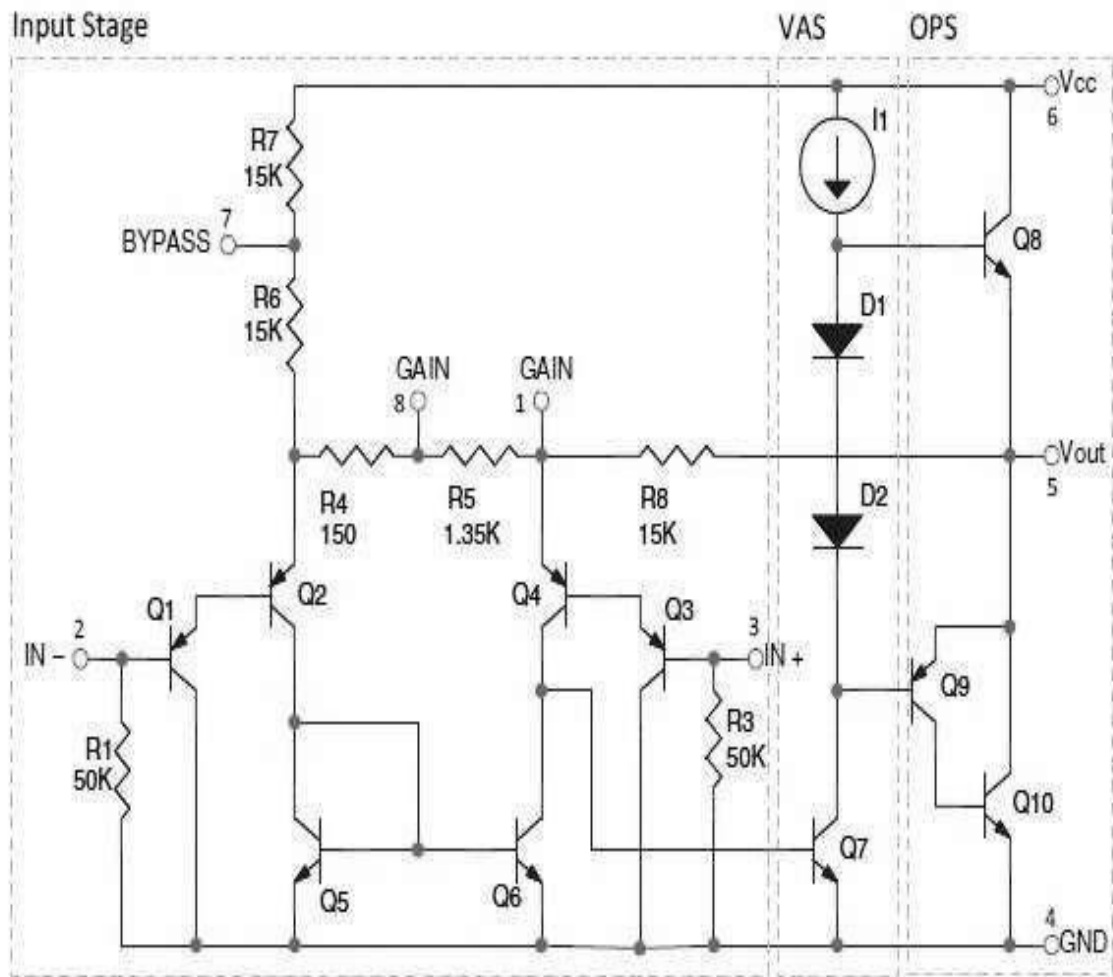 Input Stage
VAS
OPS
Vcc
6
I1
R7
15K
7
BYPASS
Q8
R6
15K
D1
GAIN
8
GAIN
1
Vout
5
R4
150
R5
1.35K
R8
15K
D2
Q1
Q2
Q4
Q3
2
IN –
3
IN +
Q9
R1
50K
R3
50K
Q10
Q7
Q5
Q6
4
GND